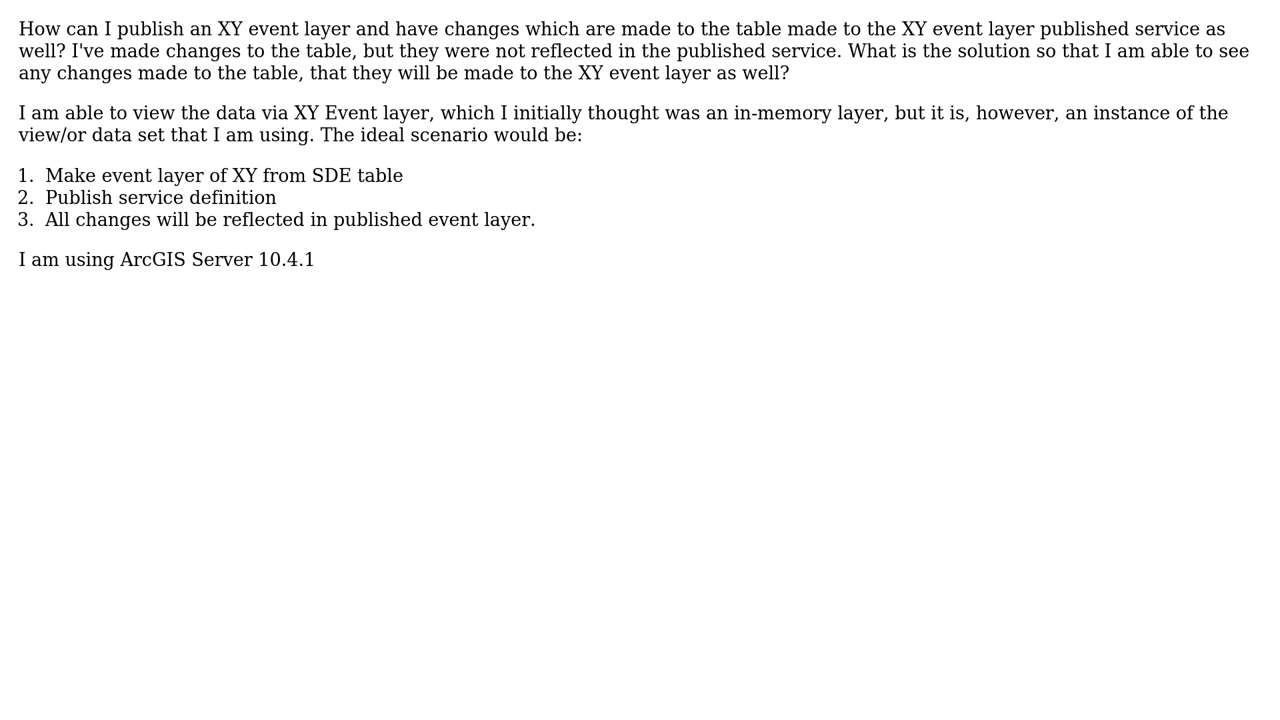 How can I publish an XY event layer and have changes which are made to the table made to the XY event layer published service as
well? I've made changes to the table, but they were not reflected in the published service. What is the solution so that I am able to see
any changes made to the table, that they will be made to the XY event layer as well?
I am able to view the data via XY Event layer, which I initially thought was an in-memory layer, but it is, however, an instance of the
view/or data set that I am using. The ideal scenario would be:
1. Make event layer of XY from SDE table
2. Publish service definition
3. All changes will be reflected in published event layer.
I am using ArcGIS Server 10.4.1